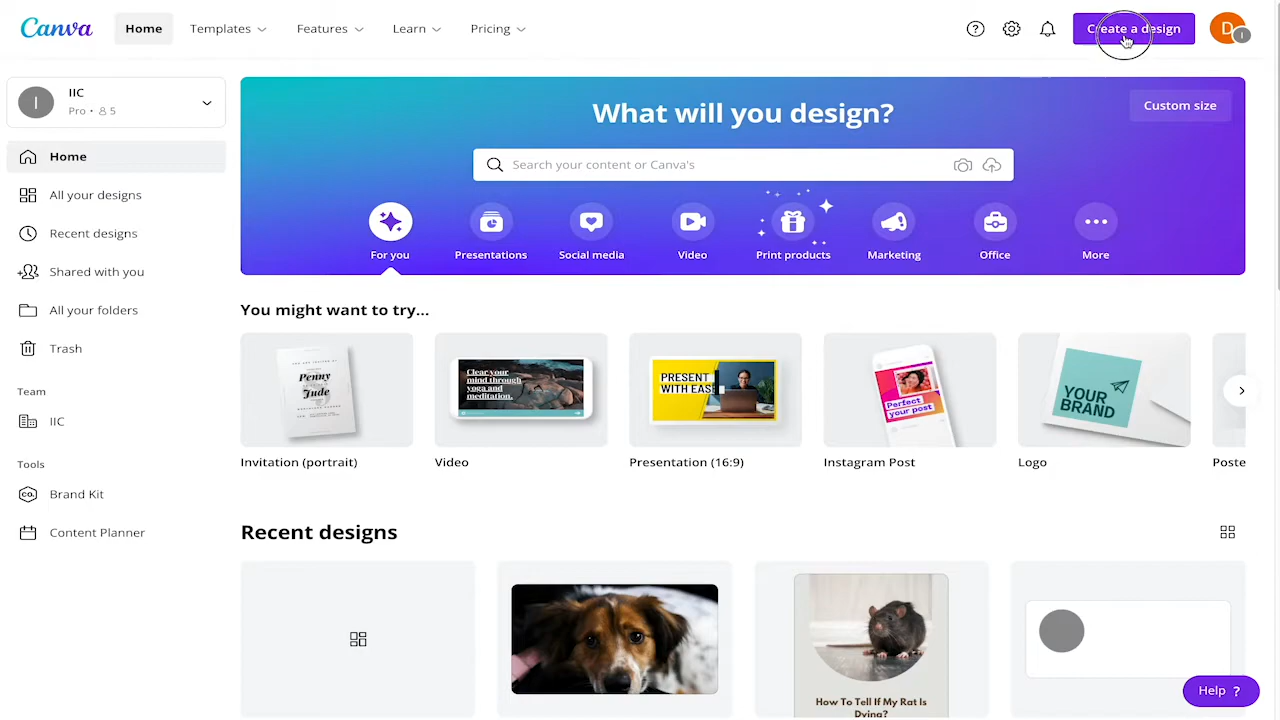 Canva
Home
Templates
Features
Learn
Pricing
Create a design
D
I
I
IIC
Pro • 5
Home
All your designs
Recent designs
Shared with you
All your folders
Trash
Team
IIC
Tools
CO.
Brand Kit
Content Planner
What will you design?
Custom size
Search your content or Canva's
For you
Presentations
Social media
Video
Print products
Marketing
Office
More
You might want to try...
Penny
Jude
Clear your
mind through
yoga and
meditation.
PRESENT
WITH EASE
Perfect
your post
YOUR
BRAND
Invitation (portrait)
Video
Presentation (16:9)
Instagram Post
Logo
Poste
Recent designs
How To Tell If My Rat Is
Dying?
Help ?